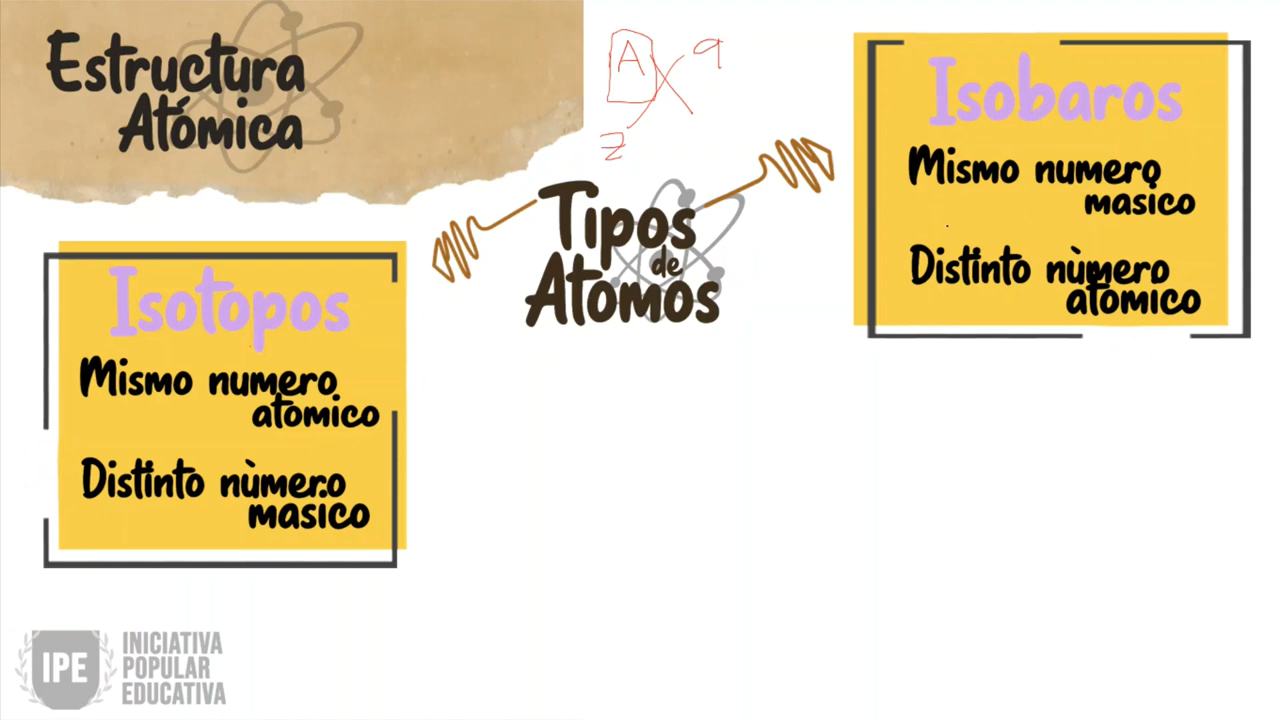 Estructura
Atómica
A X q
z
Tipos
de
Atomos
Isotopos
Mismo numero
atomico
Distinto nùmero
masico
Isobaros
Mismo numero
masico
Distinto nùmero
atomico
IPE
INICIATIVA
POPULAR
EDUCATIVA